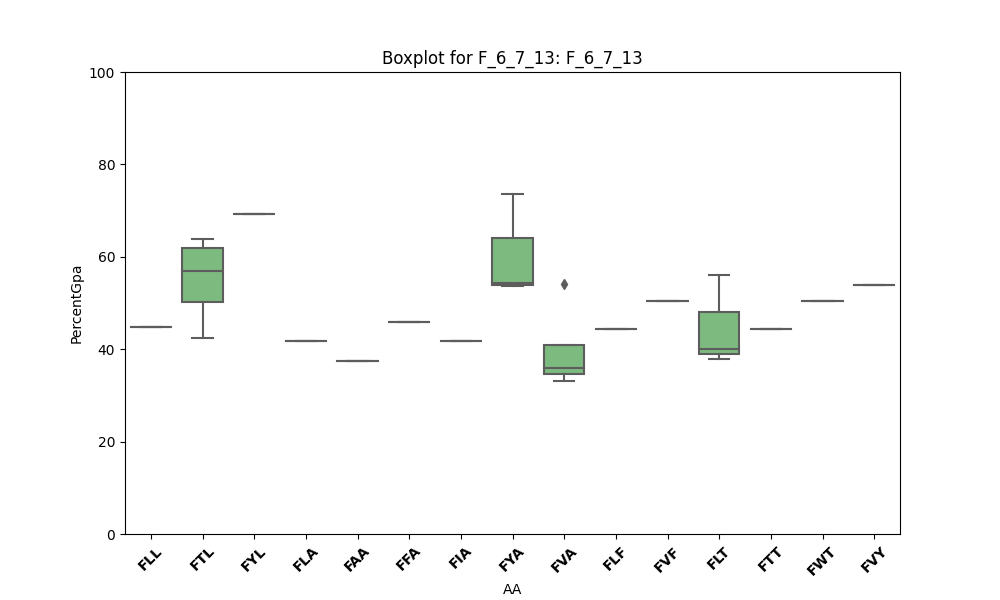 Boxplot for F_6_7_13: F_6_7_13
PercentGpa
100
80
60
40
20
0
FLL FTL FYL FLA FAA FFA FIA FYA FVA FLF FVF FLT FTT FWT FVY
AA